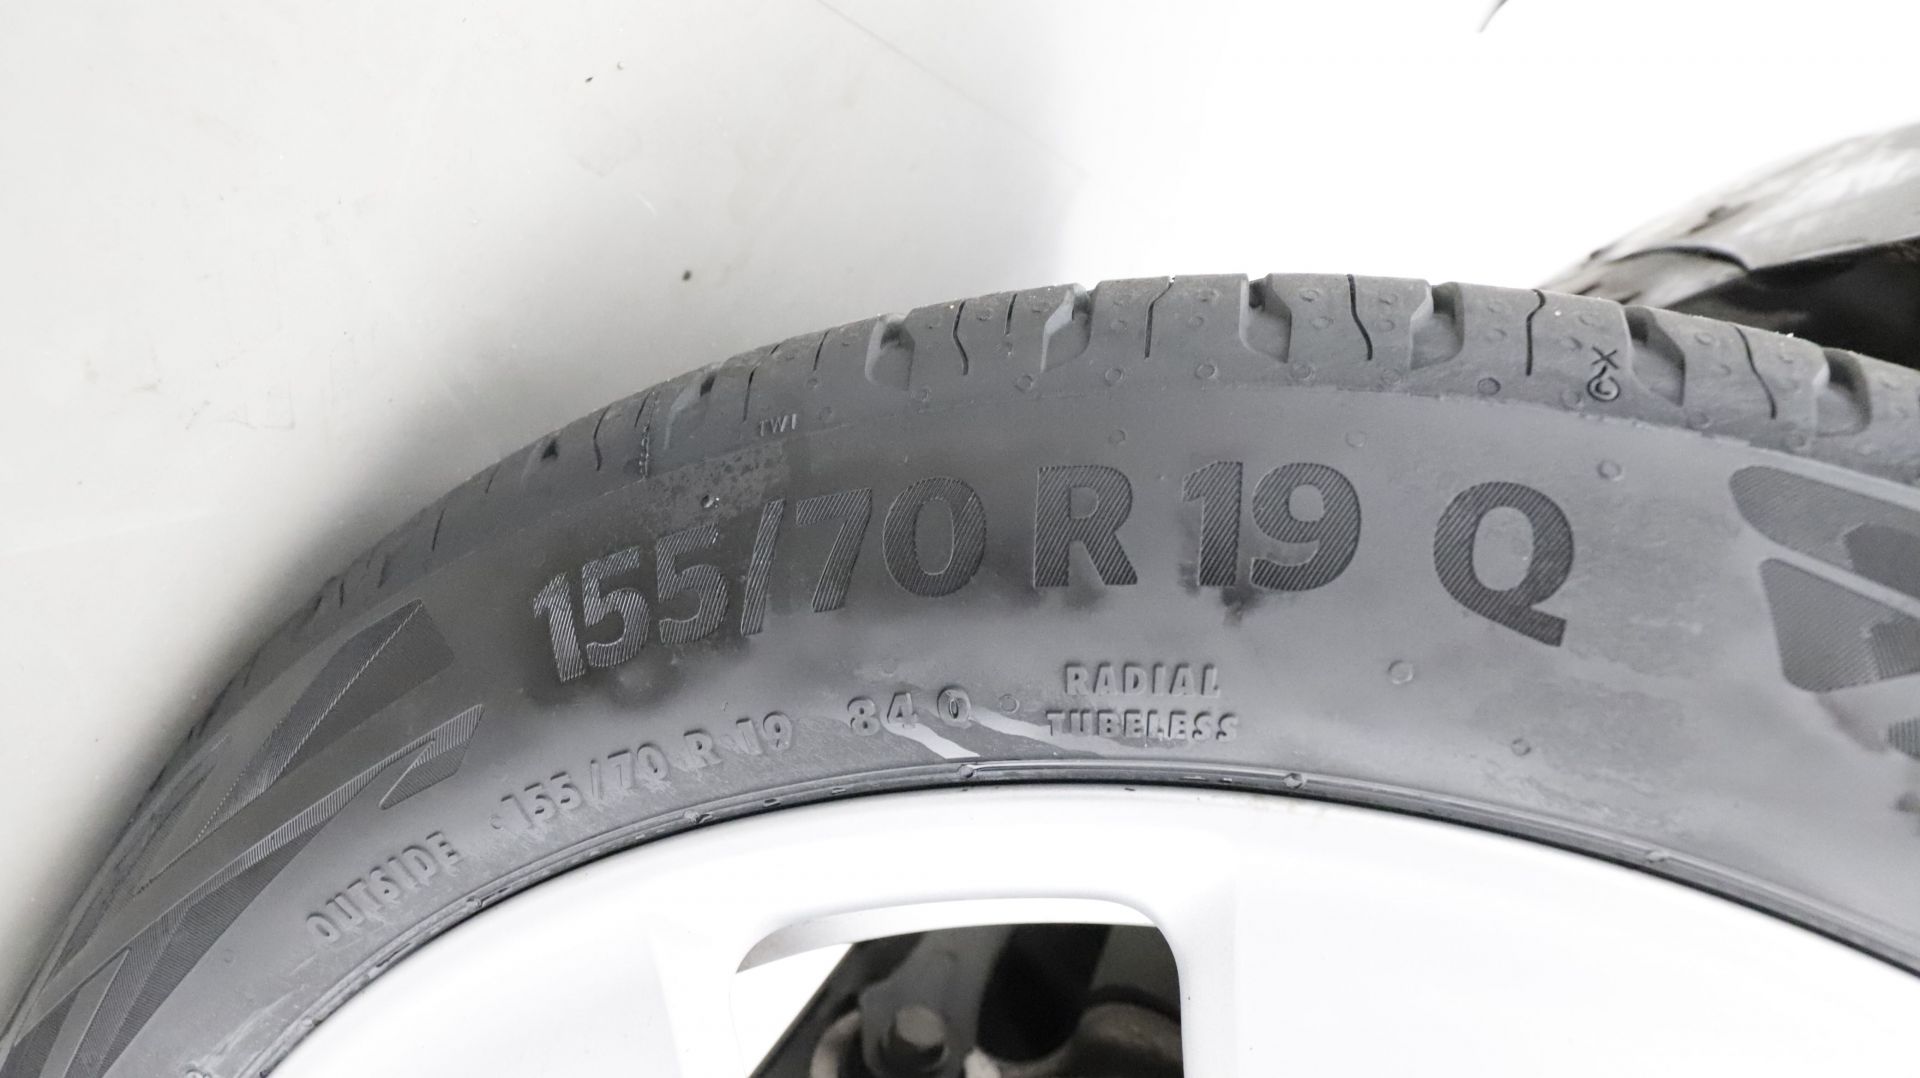 TWI
155/70 R 19 Q
RADIAL
TUBELESS
OUTSIDE 155/70 R 19 84 Q